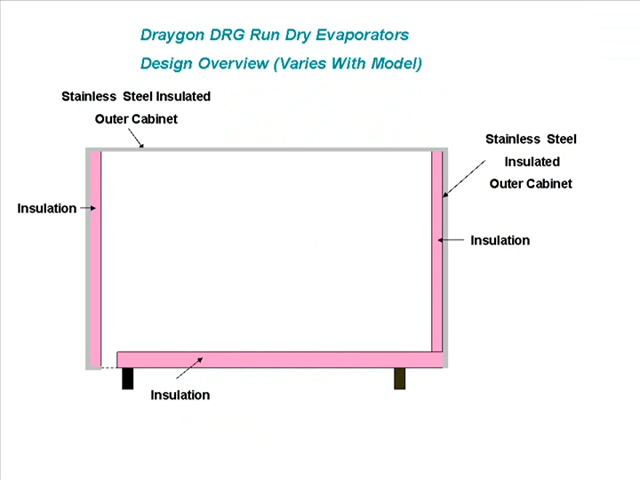 Draygon DRG Run Dry Evaporators
Design Overview (Varies With Model)
Stainless Steel Insulated
Outer Cabinet
Stainless Steel
Insulated
Outer Cabinet
Insulation
Insulation
Insulation